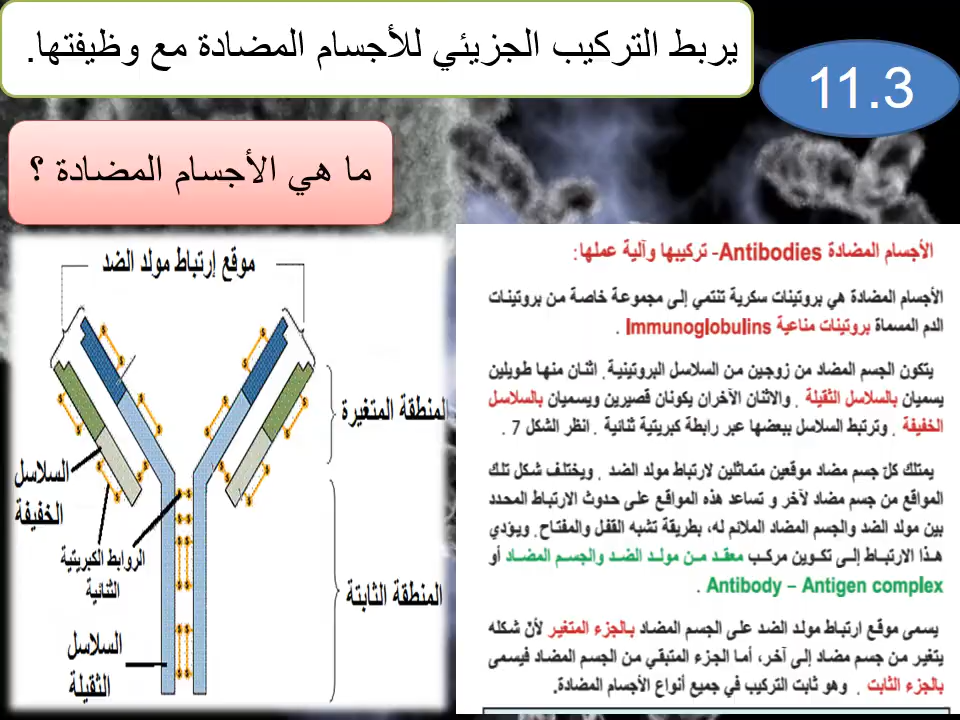 يربط التركيب الجزيئي للأجسام المضادة مع وظيفتها.
11.3
ما هي الأجسام المضادة ؟
موقع إرتباط مولد الضد
المنطقة المتغيرة
السلاسل
الخفيفة
الروابط الكبريتية
الثنائية
المنطقة الثابتة
السلاسل
الثقيلة
الأجسام المضادة Antibodies- تركيبها وآلية عملها:
الأجسام المضادة هي بروتينات سكرية تنتمي إلى مجموعة خاصة من بروتينات
الدم المسماة بروتينات مناعية Immunoglobulins .
يتكون الجسم المضاد من زوجين من السلاسل البروتينية . اثنان منها طويلين
يسميان بالسلاسل الثقيلة . والاثنان الآخران يكونان قصيرين ويسميان بالسلاسل
الخفيفة . وترتبط السلاسل ببعضها عبر رابطة كبريتية ثنائية . انظر الشكل 7 .
يمتلك كلّ جسم مضاد موقعين متماثلين لارتباط مولد الضد . ويختلف شكل تلك
المواقع من جسم مضاد لآخر و تساعد هذه المواقع على حدوث الارتباط المحدد
بين مولد الضد والجسم المضاد الملائم له، بطريقة تشبه القفل والمفتاح. ويؤدي
هذا الارتباط إلى تكوين مركب معقد من مولد الضد والجسم المضاد أو
Antibody – Antigen complex .
يسمى موقع ارتباط مولد الضد على الجسم المضاد بالجزء المتغير لأنّ شكله
يتغير من جسم مضاد إلى آخر، أما الجزء المتبقي من الجسم المضاد فيسمى
بالجزء الثابت . وهو ثابت التركيب في جميع أنواع الأجسام المضادة.